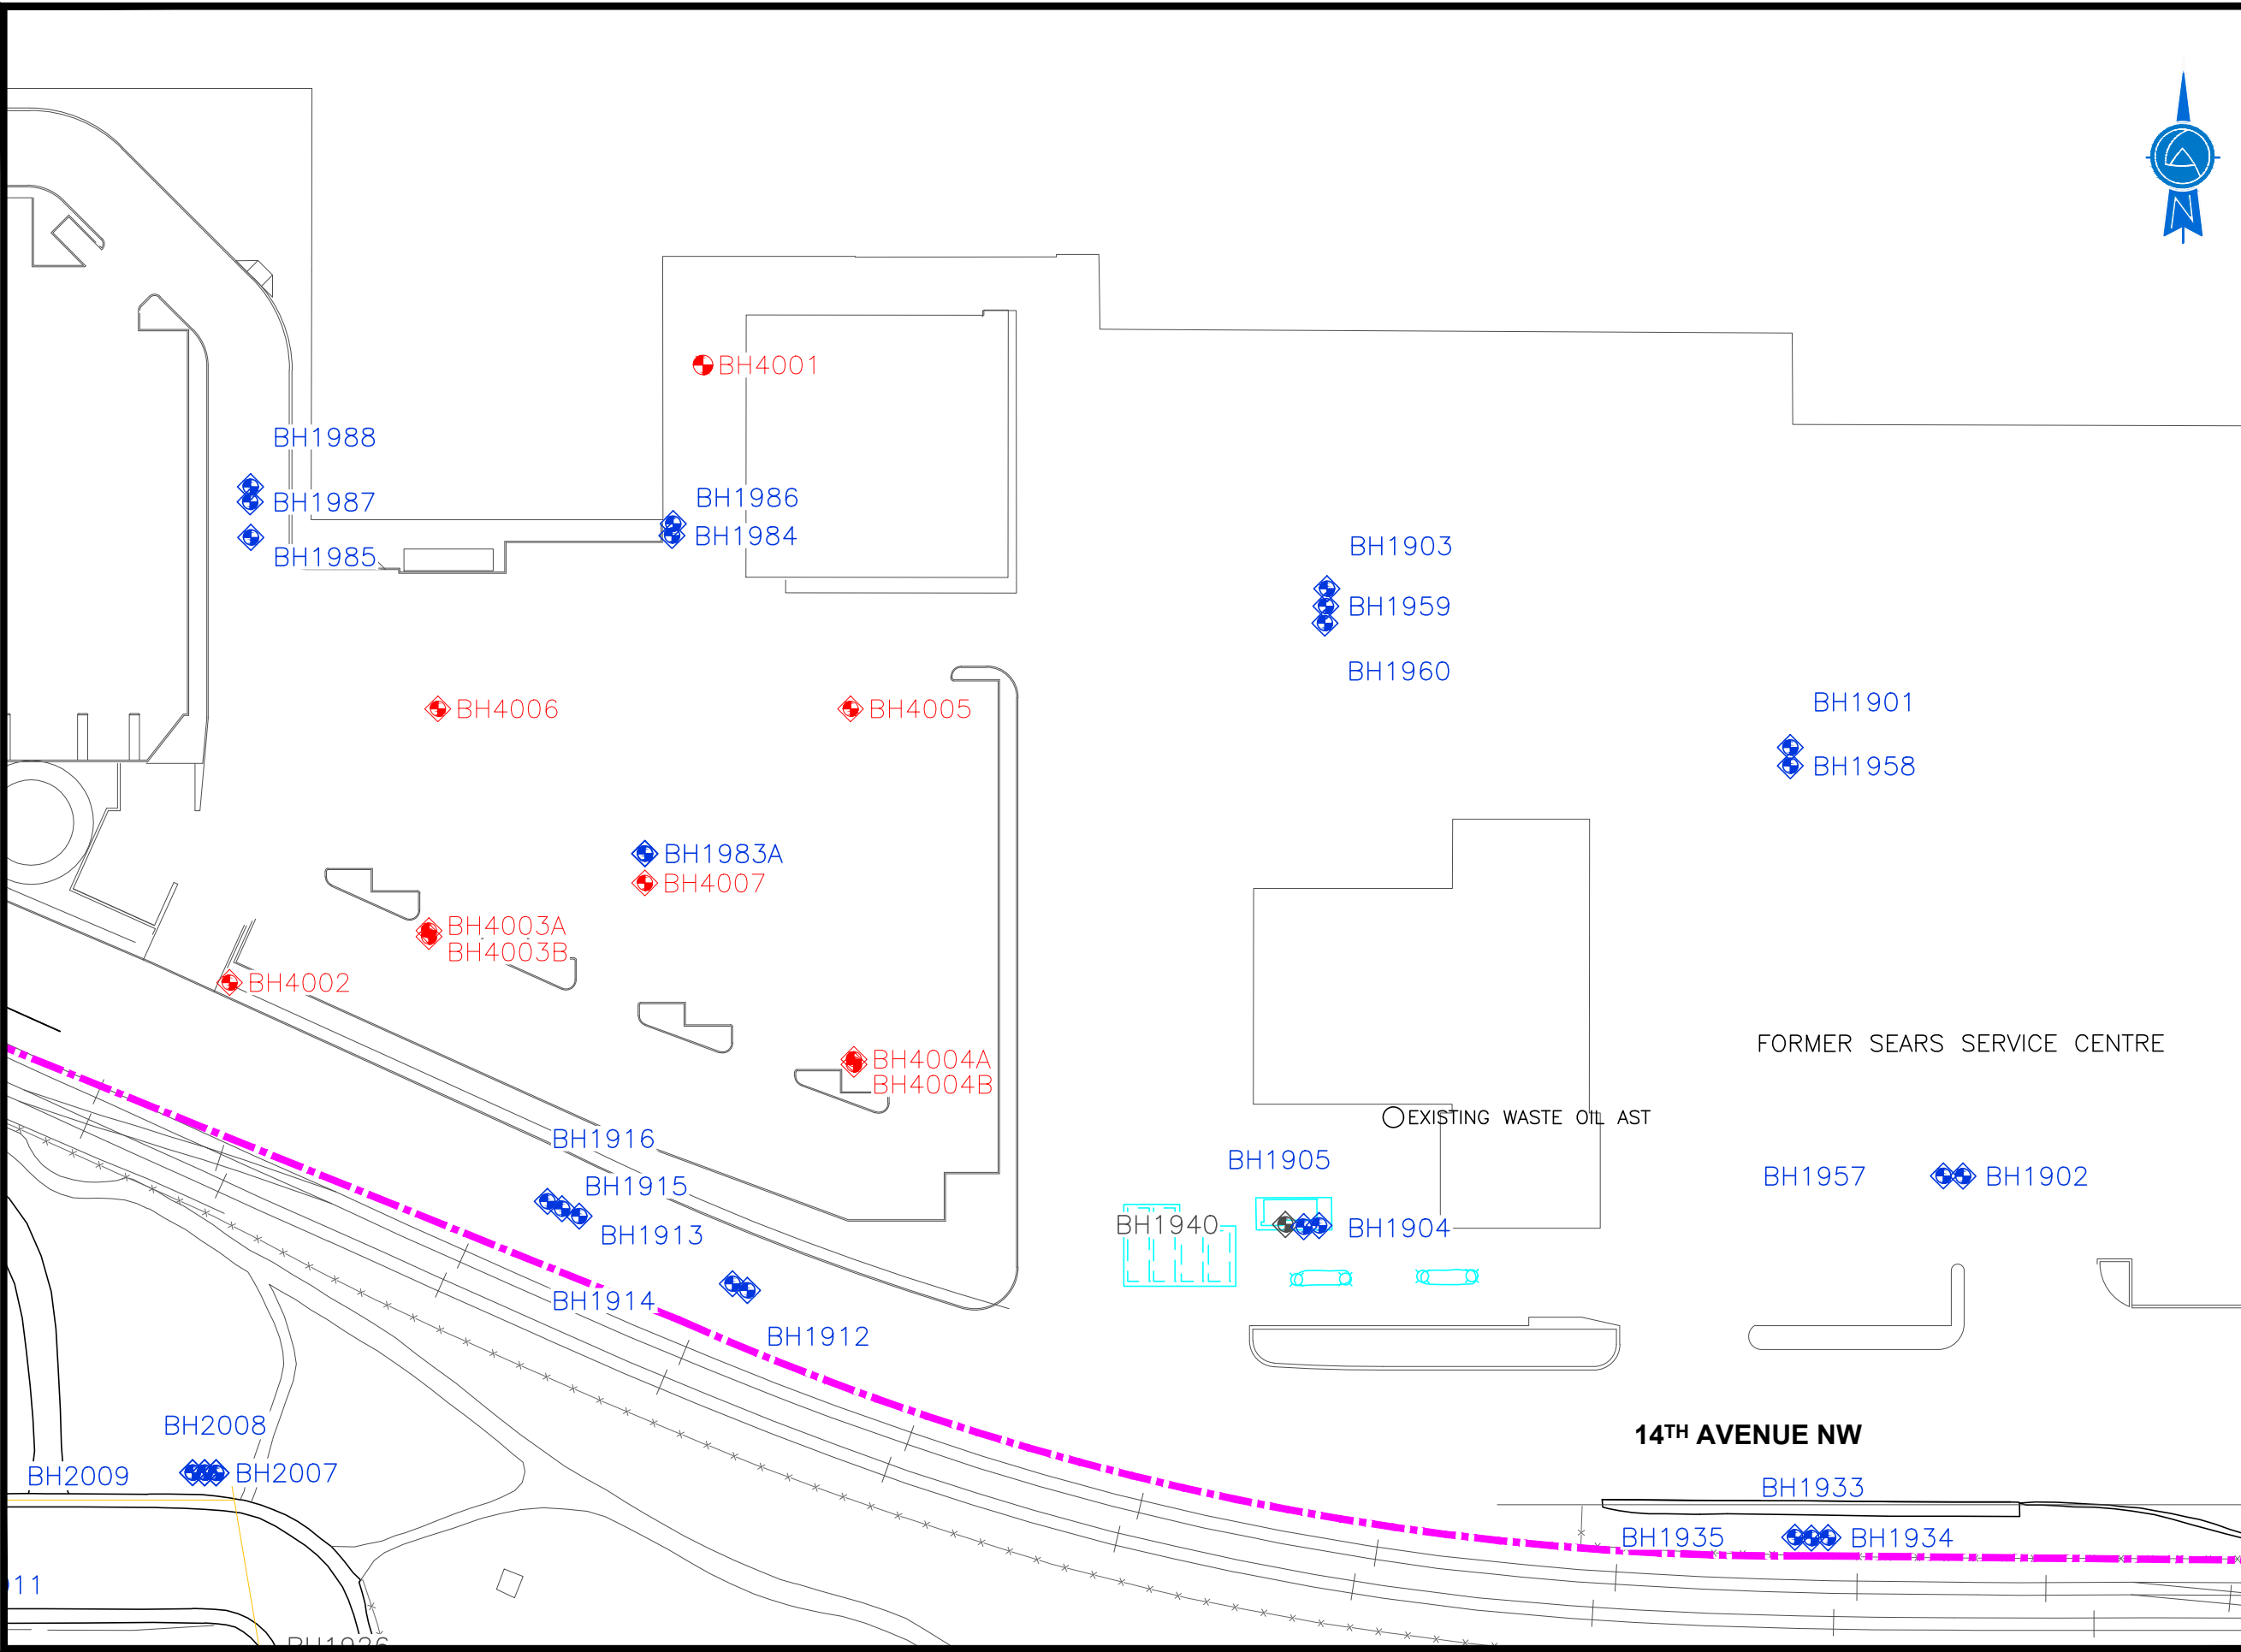 N
BH4001
BH1988
BH1987
BH1985
BH1986
BH1984
BH1903
BH1959
BH1960
BH4006
BH4005
BH1901
BH1958
BH1983A
BH4007
BH4003A
BH4003B
BH4002
FORMER SEARS SERVICE CENTRE
BH4004A
BH4004B
EXISTING WASTE OIL AST
BH1916
BH1915
BH1913
BH1905
BH1957
BH1902
BH1940
BH1904
BH1914
BH1912
14TH AVENUE NW
BH2008
BH2009
BH2007
BH1933
BH1935
BH1934
011